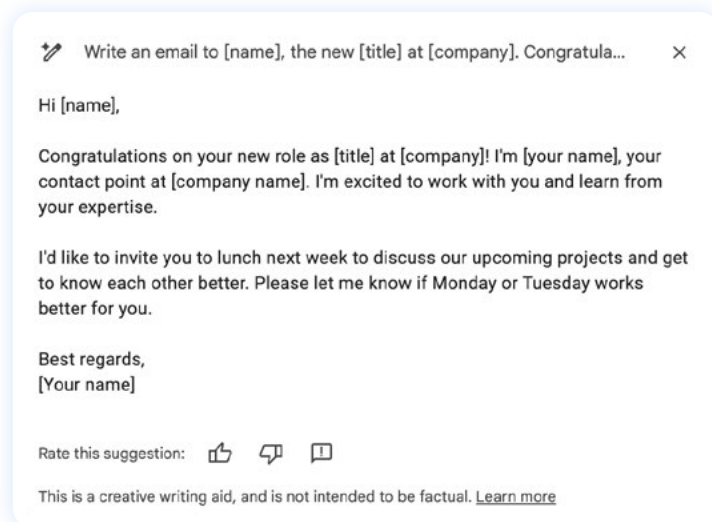 Write an email to [name], the new [title] at [company]. Congratula...
Hi [name],
Congratulations on your new role as [title] at [company]! I'm [your name], your
contact point at [company name]. I'm excited to work with you and learn from
your expertise.
I'd like to invite you to lunch next week to discuss our upcoming projects and get
to know each other better. Please let me know if Monday or Tuesday works
better for you.
Best regards,
[Your name]
Rate this suggestion:
This is a creative writing aid, and is not intended to be factual. Learn more